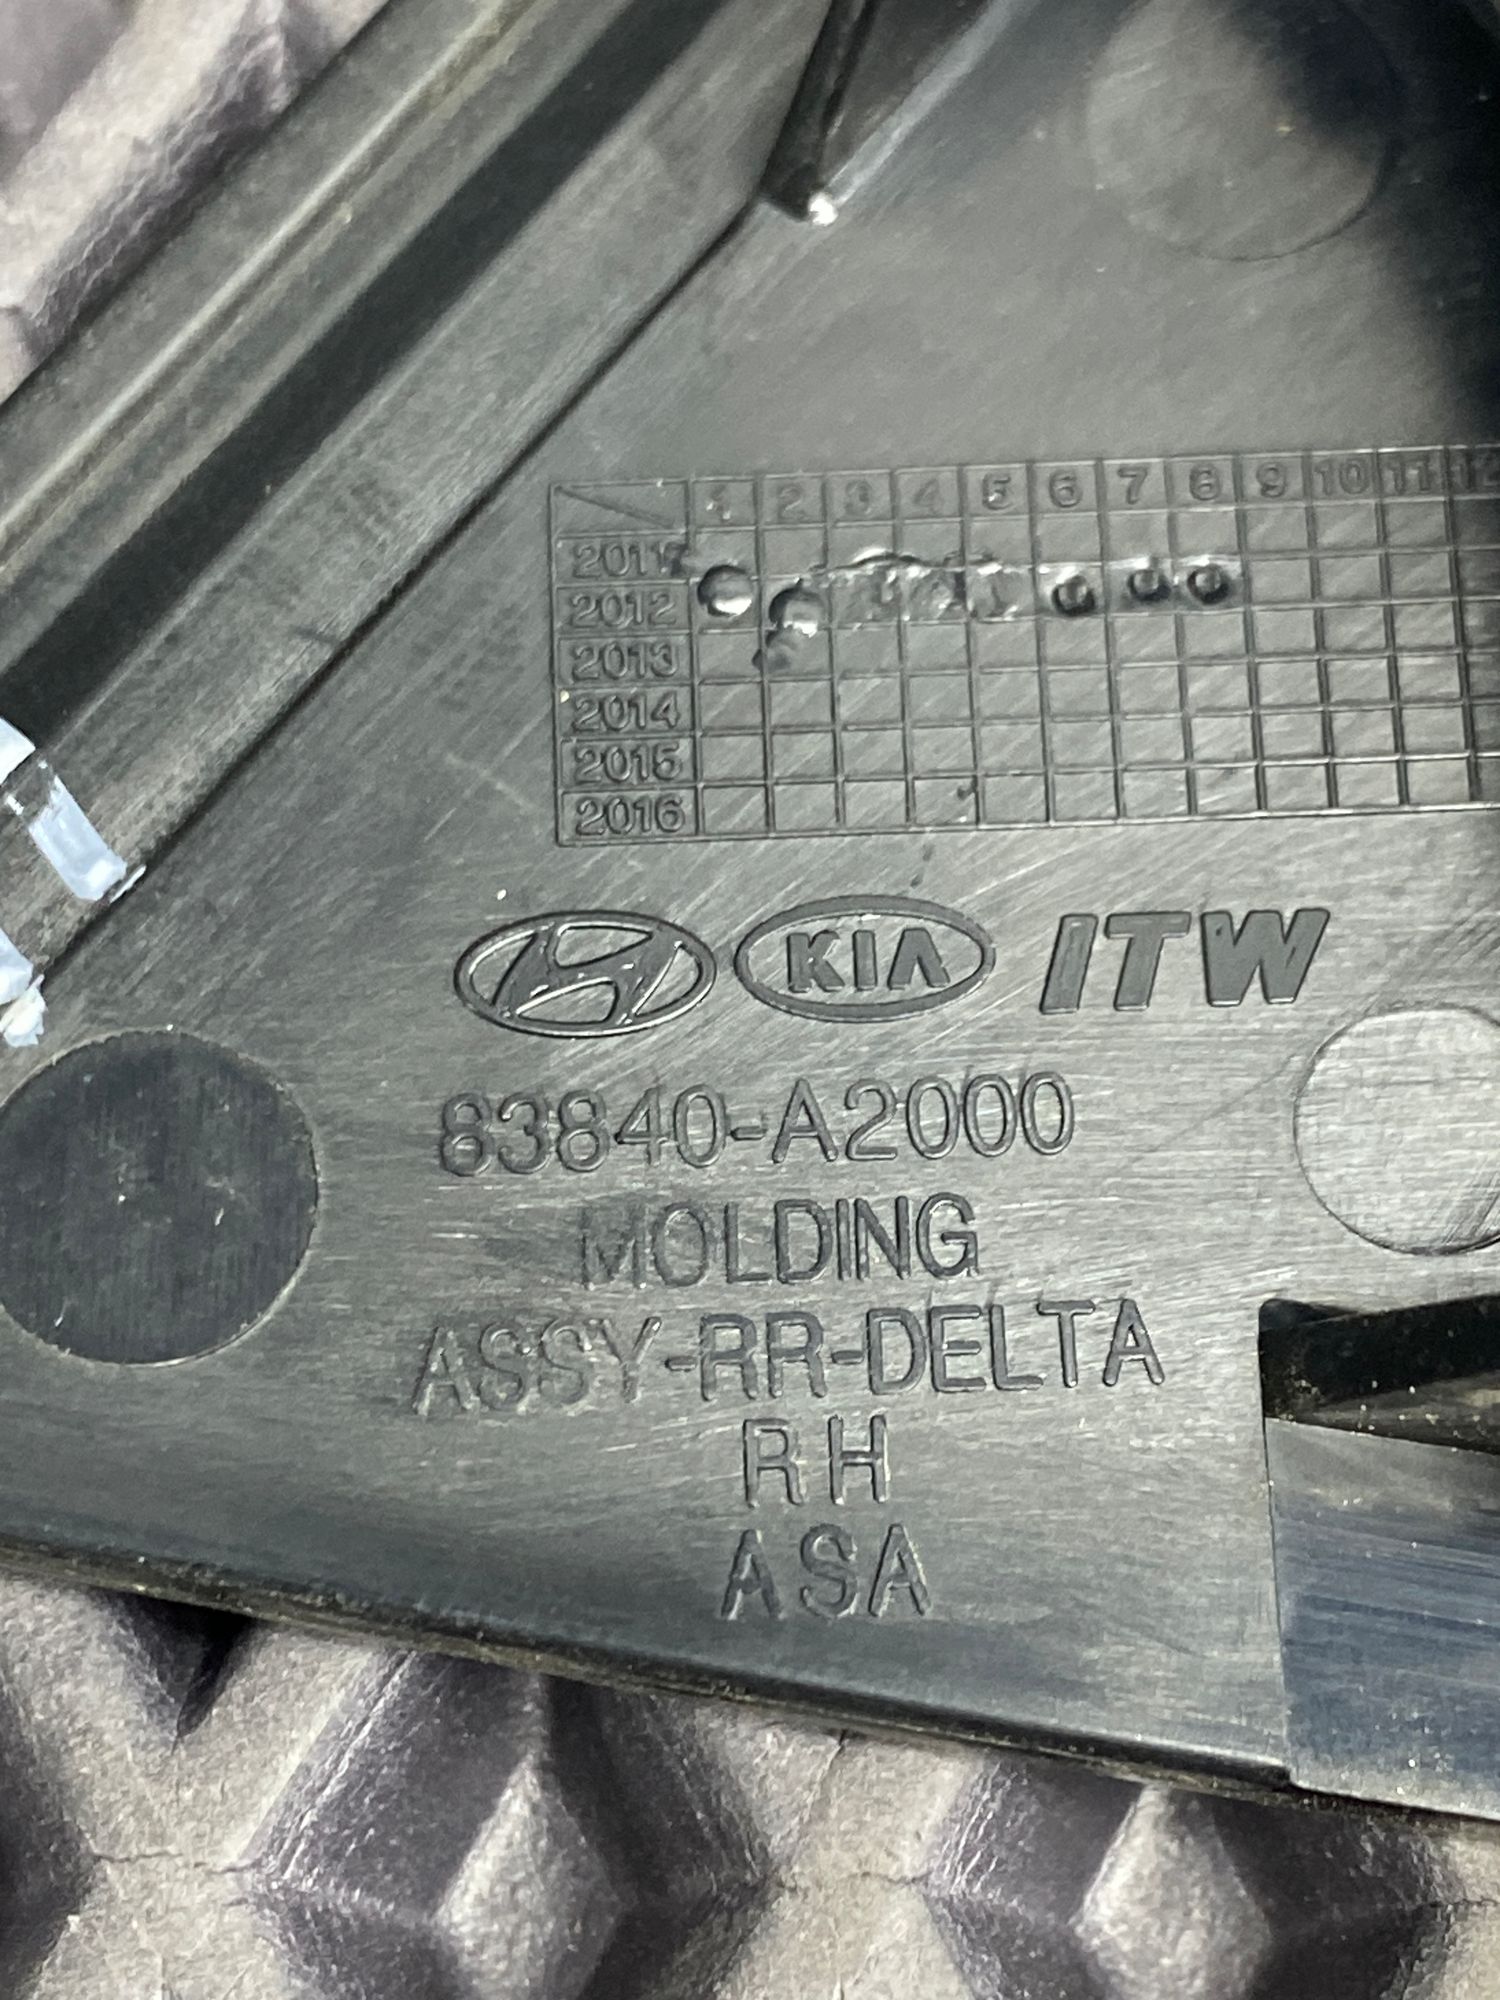 1 2 3 4 5 6 7 8 9 10 11 12
2011
2012
2013
2014
2015
2016
KIA ITW
83840-A2000
MOLDING
ASSY-RR-DELTA
RH
ASA